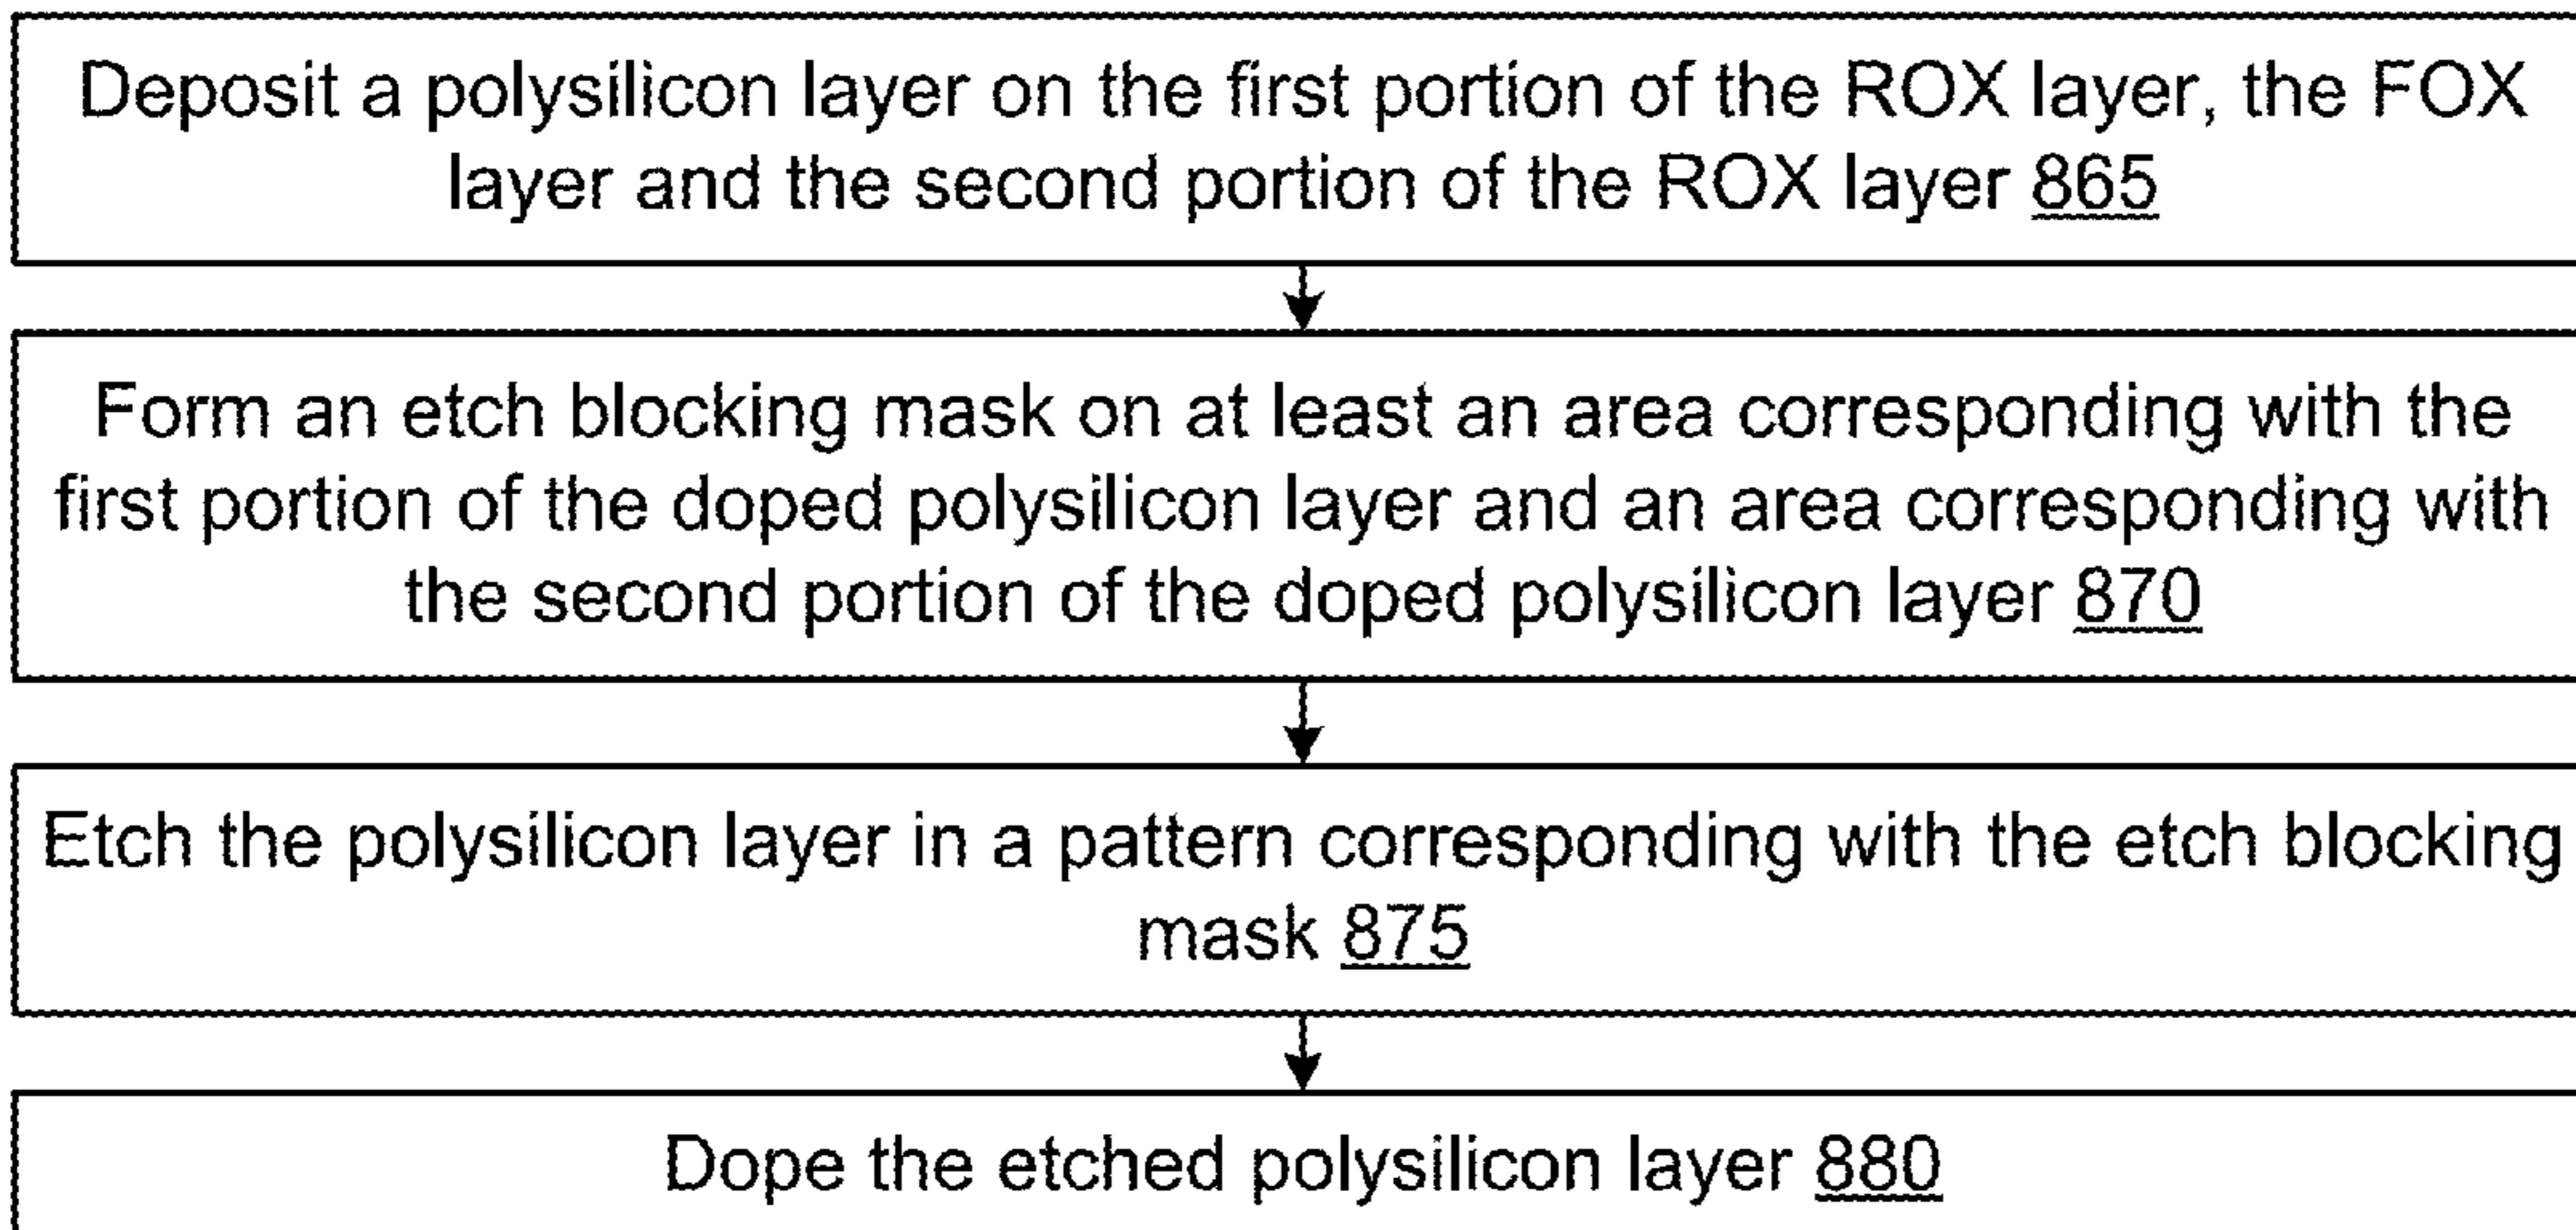 Deposit a polysilicon layer on the first portion of the ROX layer, the FOX
layer and the second portion of the ROX layer 865
Form an etch blocking mask on at least an area corresponding with the
first portion of the doped polysilicon layer and an area corresponding with
the second portion of the doped polysilicon layer 870
Etch the polysilicon layer in a pattern corresponding with the etch blocking
mask 875
Dope the etched polysilicon layer 880